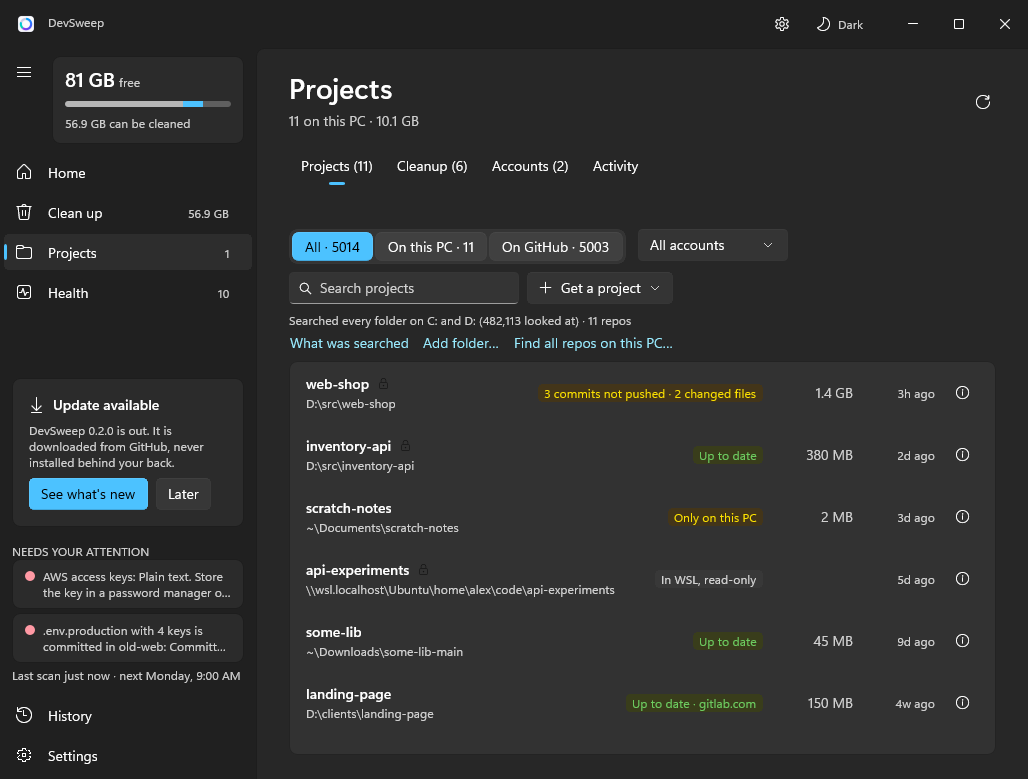 DevSweep
Dark
81 GB free
56.9 GB can be cleaned
Home
Clean up 56.9 GB
Projects 1
Health 10
Update available
DevSweep 0.2.0 is out. It is
downloaded from GitHub, never
installed behind your back.
See what's new Later
NEEDS YOUR ATTENTION
AWS access keys: Plain text. Store
the key in a password manager o...
.env.production with 4 keys is
committed in old-web: Committ...
Last scan just now · next Monday, 9:00 AM
History
Settings
Projects
11 on this PC · 10.1 GB
Projects (11) Cleanup (6) Accounts (2) Activity
All · 5014 On this PC · 11 On GitHub · 5003 All accounts
Search projects Get a project
Searched every folder on C: and D: (482,113 looked at) · 11 repos
What was searched Add folder... Find all repos on this PC...
web-shop
D:\src\web-shop
3 commits not pushed · 2 changed files 1.4 GB 3h ago
inventory-api
D:\src\inventory-api
Up to date 380 MB 2d ago
scratch-notes
~\Documents\scratch-notes
Only on this PC 2 MB 3d ago
api-experiments
\\wsl.localhost\Ubuntu\home\alex\code\api-experiments
In WSL, read-only 5d ago
some-lib
~\Downloads\some-lib-main
Up to date 45 MB 9d ago
landing-page
D:\clients\landing-page
Up to date · gitlab.com 150 MB 4w ago